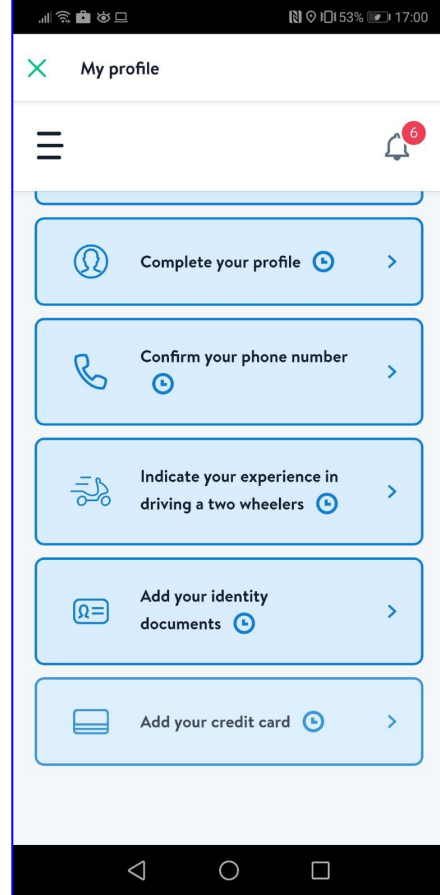 53% 17:00
My profile
6
Complete your profile
Confirm your phone number
Indicate your experience in
driving a two wheelers
Add your identity
documents
Add your credit card